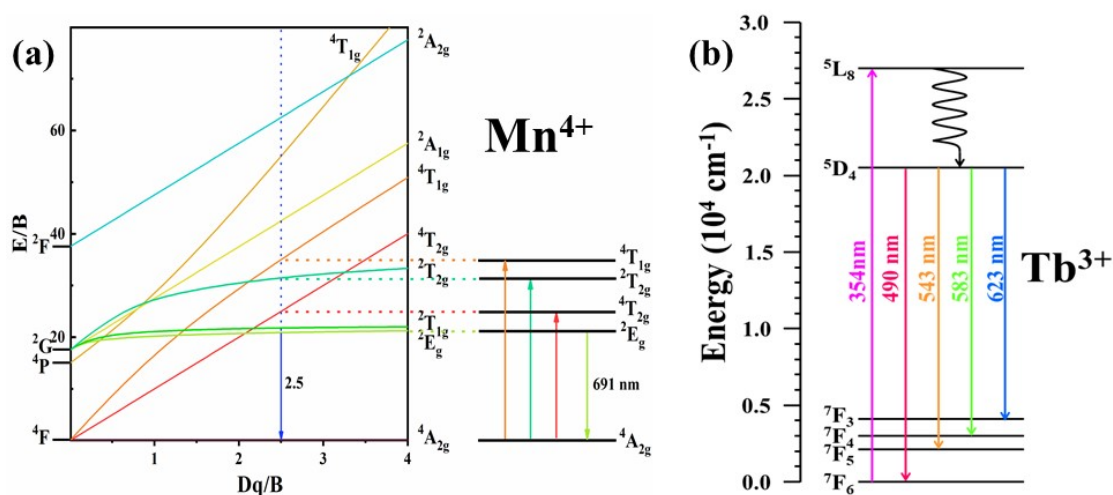 (a)
E/B
60
40
20
²F
²G
⁴P
⁴F
⁴T₁g
²A₂g
²A₁g
⁴T₁g
⁴T₂g
²T₂g
²T₁g
²Eg
⁴A₂g
2.5
1
2
3
4
Dq/B
Mn⁴⁺
⁴T₁g
²T₂g
⁴T₂g
²Eg
691 nm
⁴A₂g
(b)
Energy (10⁴ cm⁻¹)
3.0
2.5
2.0
1.5
1.0
0.5
0.0
⁵L₈
⁵D₄
354nm
490 nm
543 nm
583 nm
623 nm
Tb³⁺
⁷F₃
⁷F₄
⁷F₅
⁷F₆